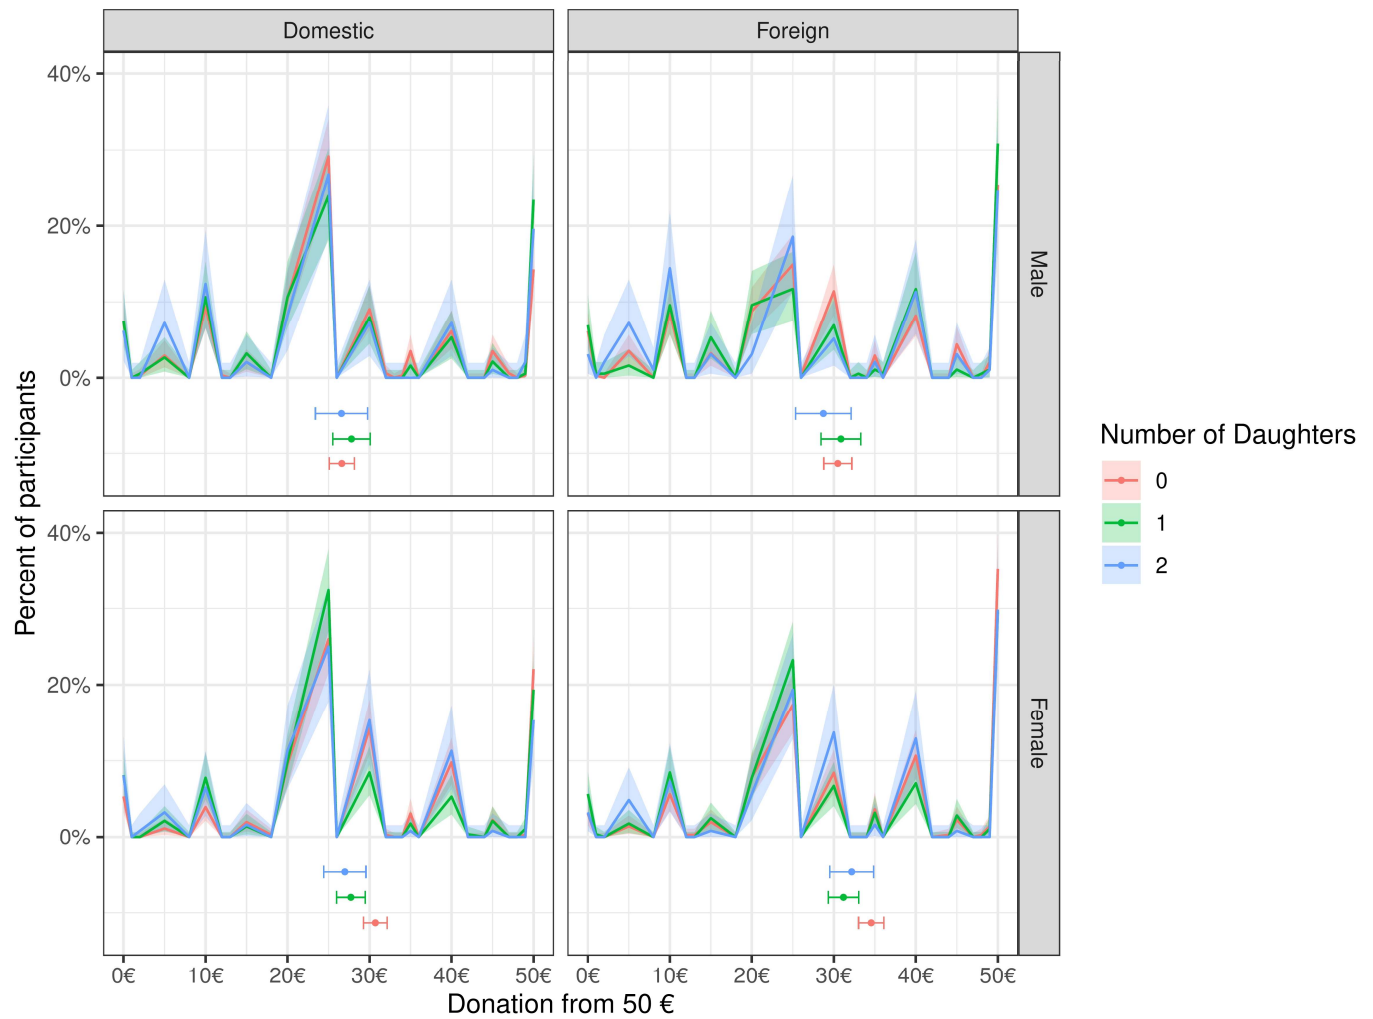 Domestic
Foreign
40%
20%
0%
Male
40%
20%
0%
Female
Percent of participants
0€ 10€ 20€ 30€ 40€ 50€
0€ 10€ 20€ 30€ 40€ 50€
Donation from 50 €
Number of Daughters
0
1
2